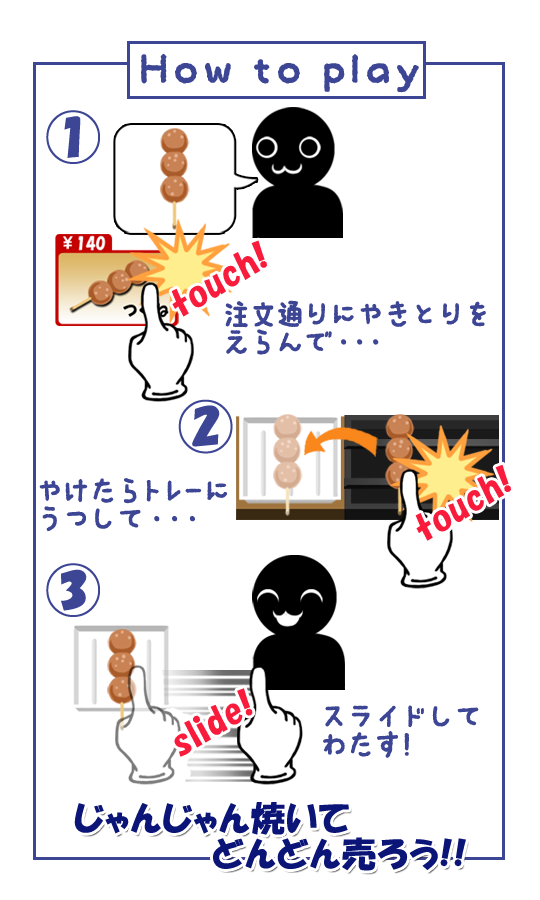 How to play
1
¥140
つ
touch!
注文通りにやきとりを
えらんで・・・
2
touch!
やけたらトレーに
うつして・・・
3
slide!
スライドして
わたす!
じゃんじゃん焼いて
どんどん売ろう!!